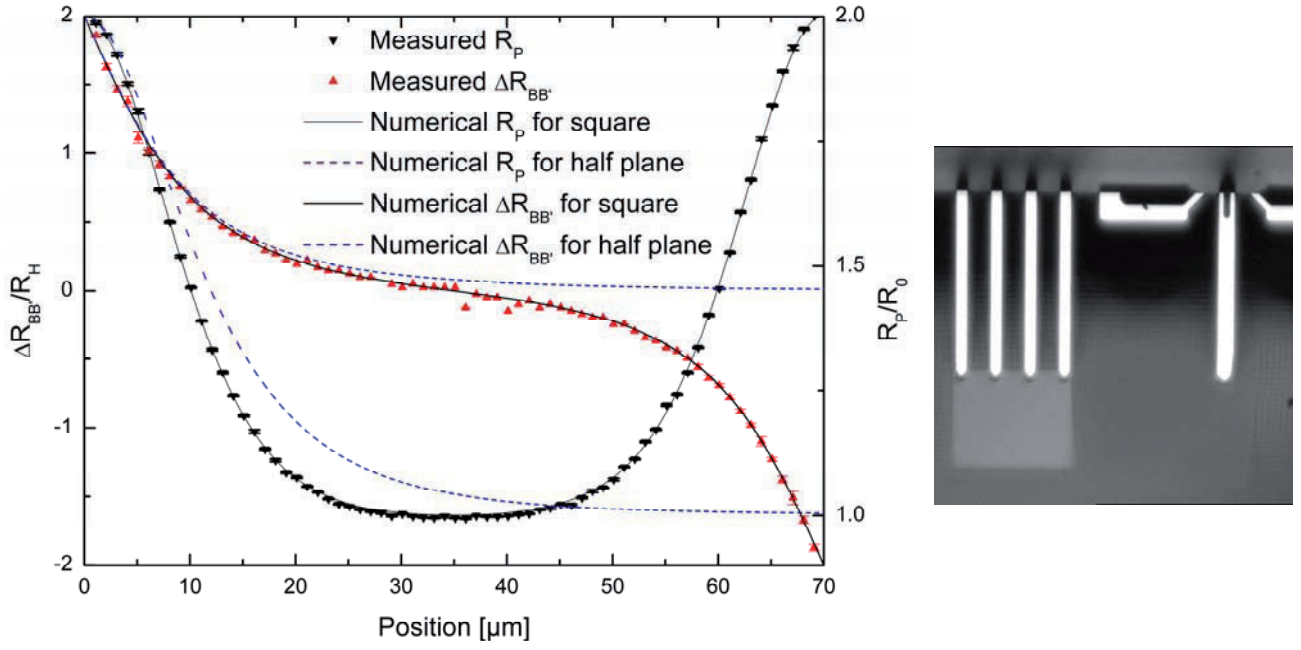 2
1
0
-1
-2
ΔR_BB'/R_H
Measured R_P
Measured ΔR_BB'
Numerical R_P for square
Numerical R_P for half plane
Numerical ΔR_BB' for square
Numerical ΔR_BB' for half plane
2.0
1.5
1.0
R_P/R_0
0 10 20 30 40 50 60 70
Position [µm]